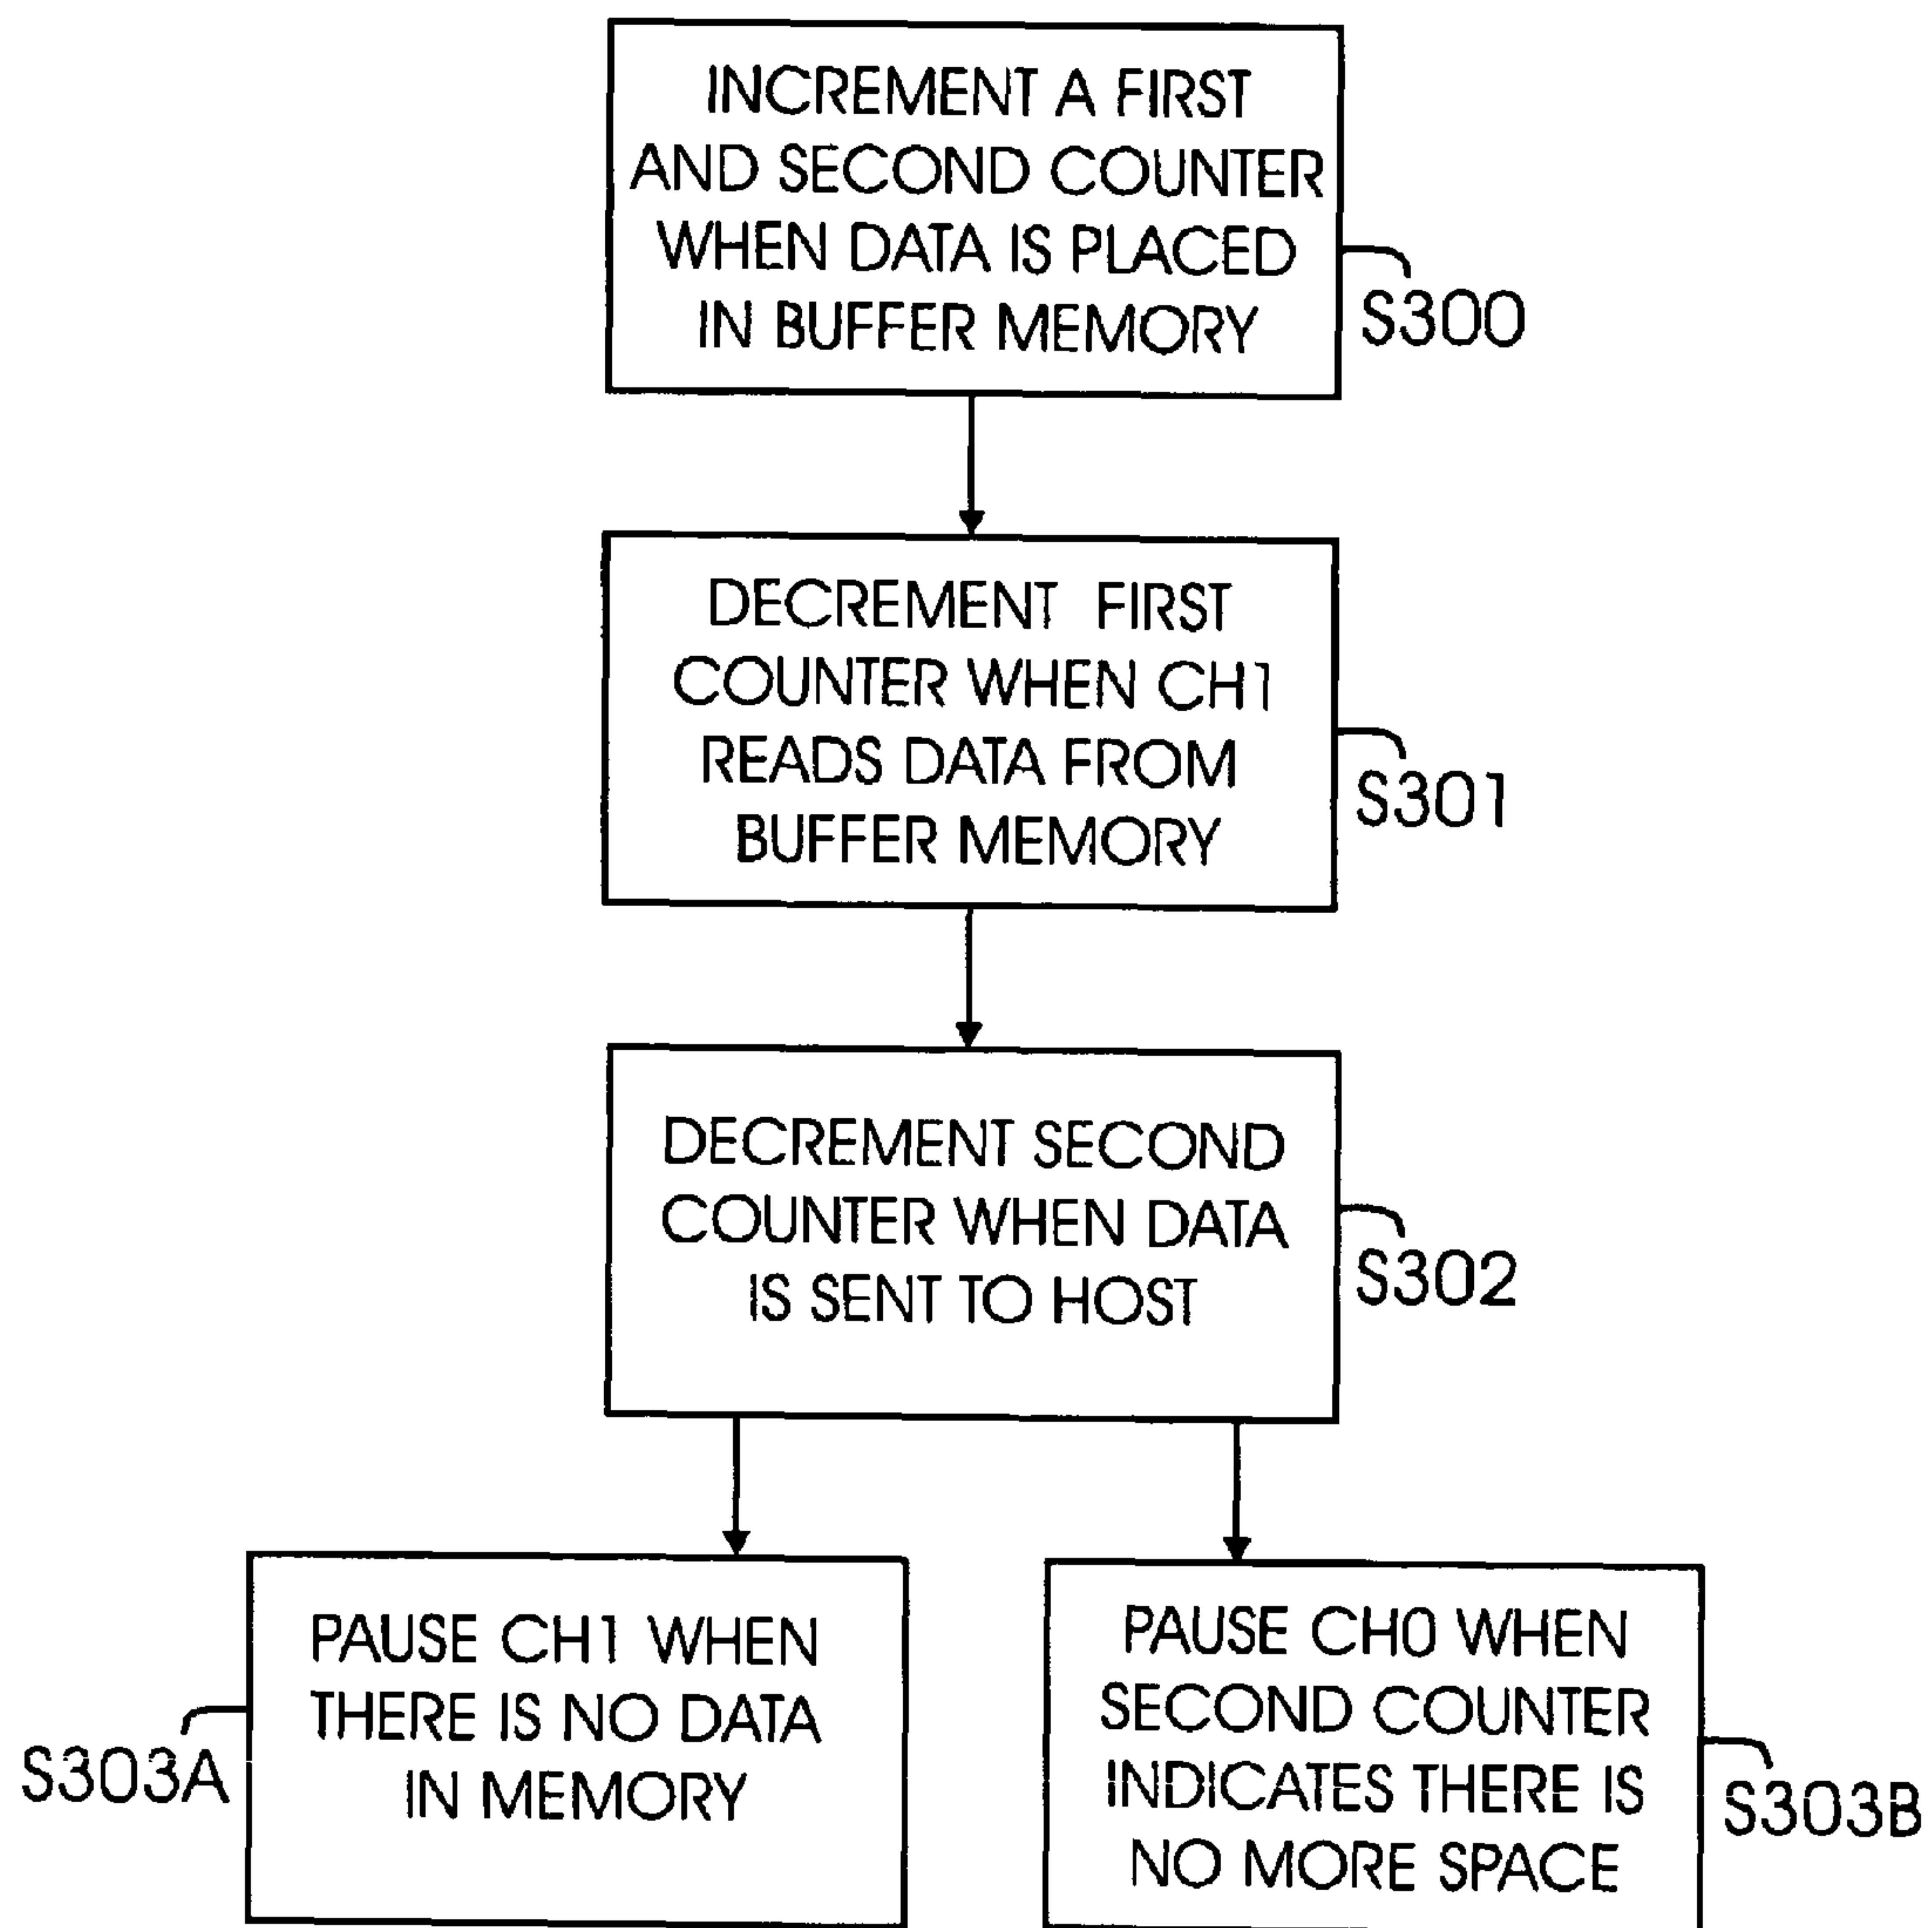 INCREMENT A FIRST
AND SECOND COUNTER
WHEN DATA IS PLACED
IN BUFFER MEMORY
S300
DECREMENT FIRST
COUNTER WHEN CH1
READS DATA FROM
BUFFER MEMORY
S301
DECREMENT SECOND
COUNTER WHEN DATA
IS SENT TO HOST
S302
PAUSE CH1 WHEN
THERE IS NO DATA
IN MEMORY
S303A
PAUSE CH0 WHEN
SECOND COUNTER
INDICATES THERE IS
NO MORE SPACE
S303B